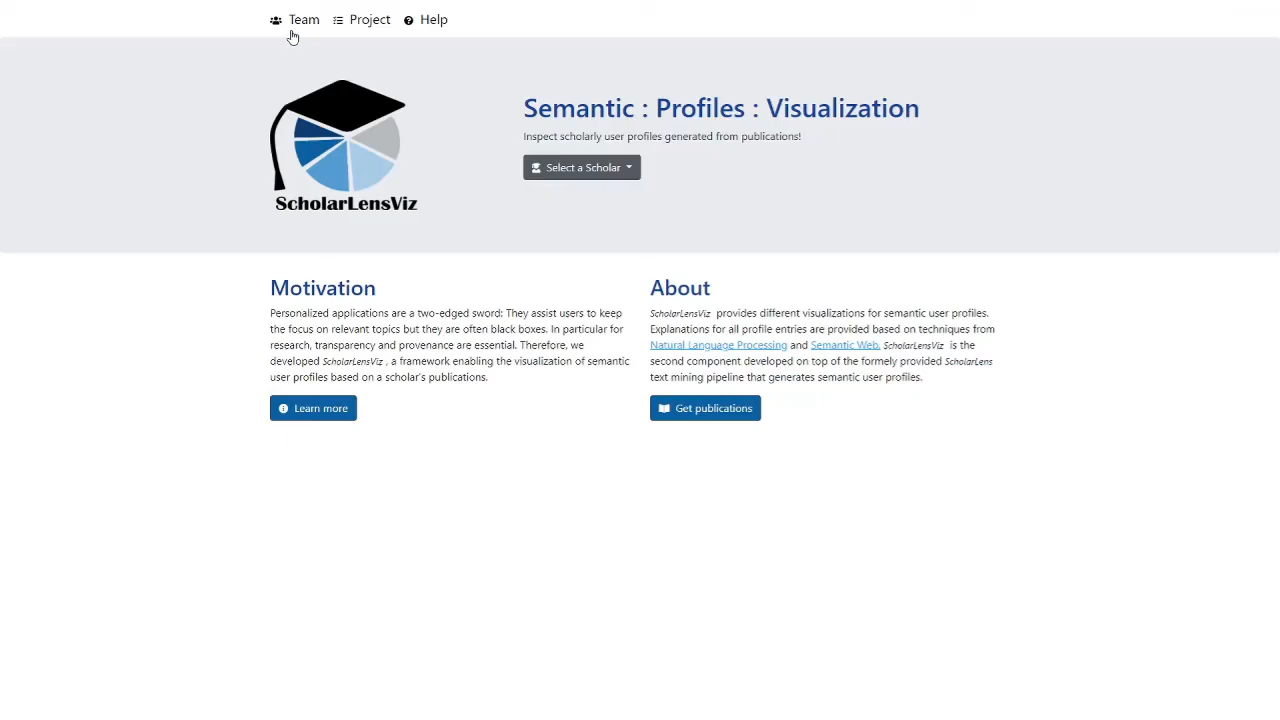 Team Project Help
Semantic : Profiles : Visualization
Inspect scholarly user profiles generated from publications!
Select a Scholar
ScholarLensViz
Motivation
Personalized applications are a two-edged sword: They assist users to keep
the focus on relevant topics but they are often black boxes. In particular for
research, transparency and provenance are essential. Therefore, we
developed ScholarLensViz , a framework enabling the visualization of semantic
user profiles based on a scholar's publications.
Learn more
About
ScholarLensViz provides different visualizations for semantic user profiles.
Explanations for all profile entries are provided based on techniques from
Natural Language Processing and Semantic Web. ScholarLensViz is the
second component developed on top of the formely provided ScholarLens
text mining pipeline that generates semantic user profiles.
Get publications